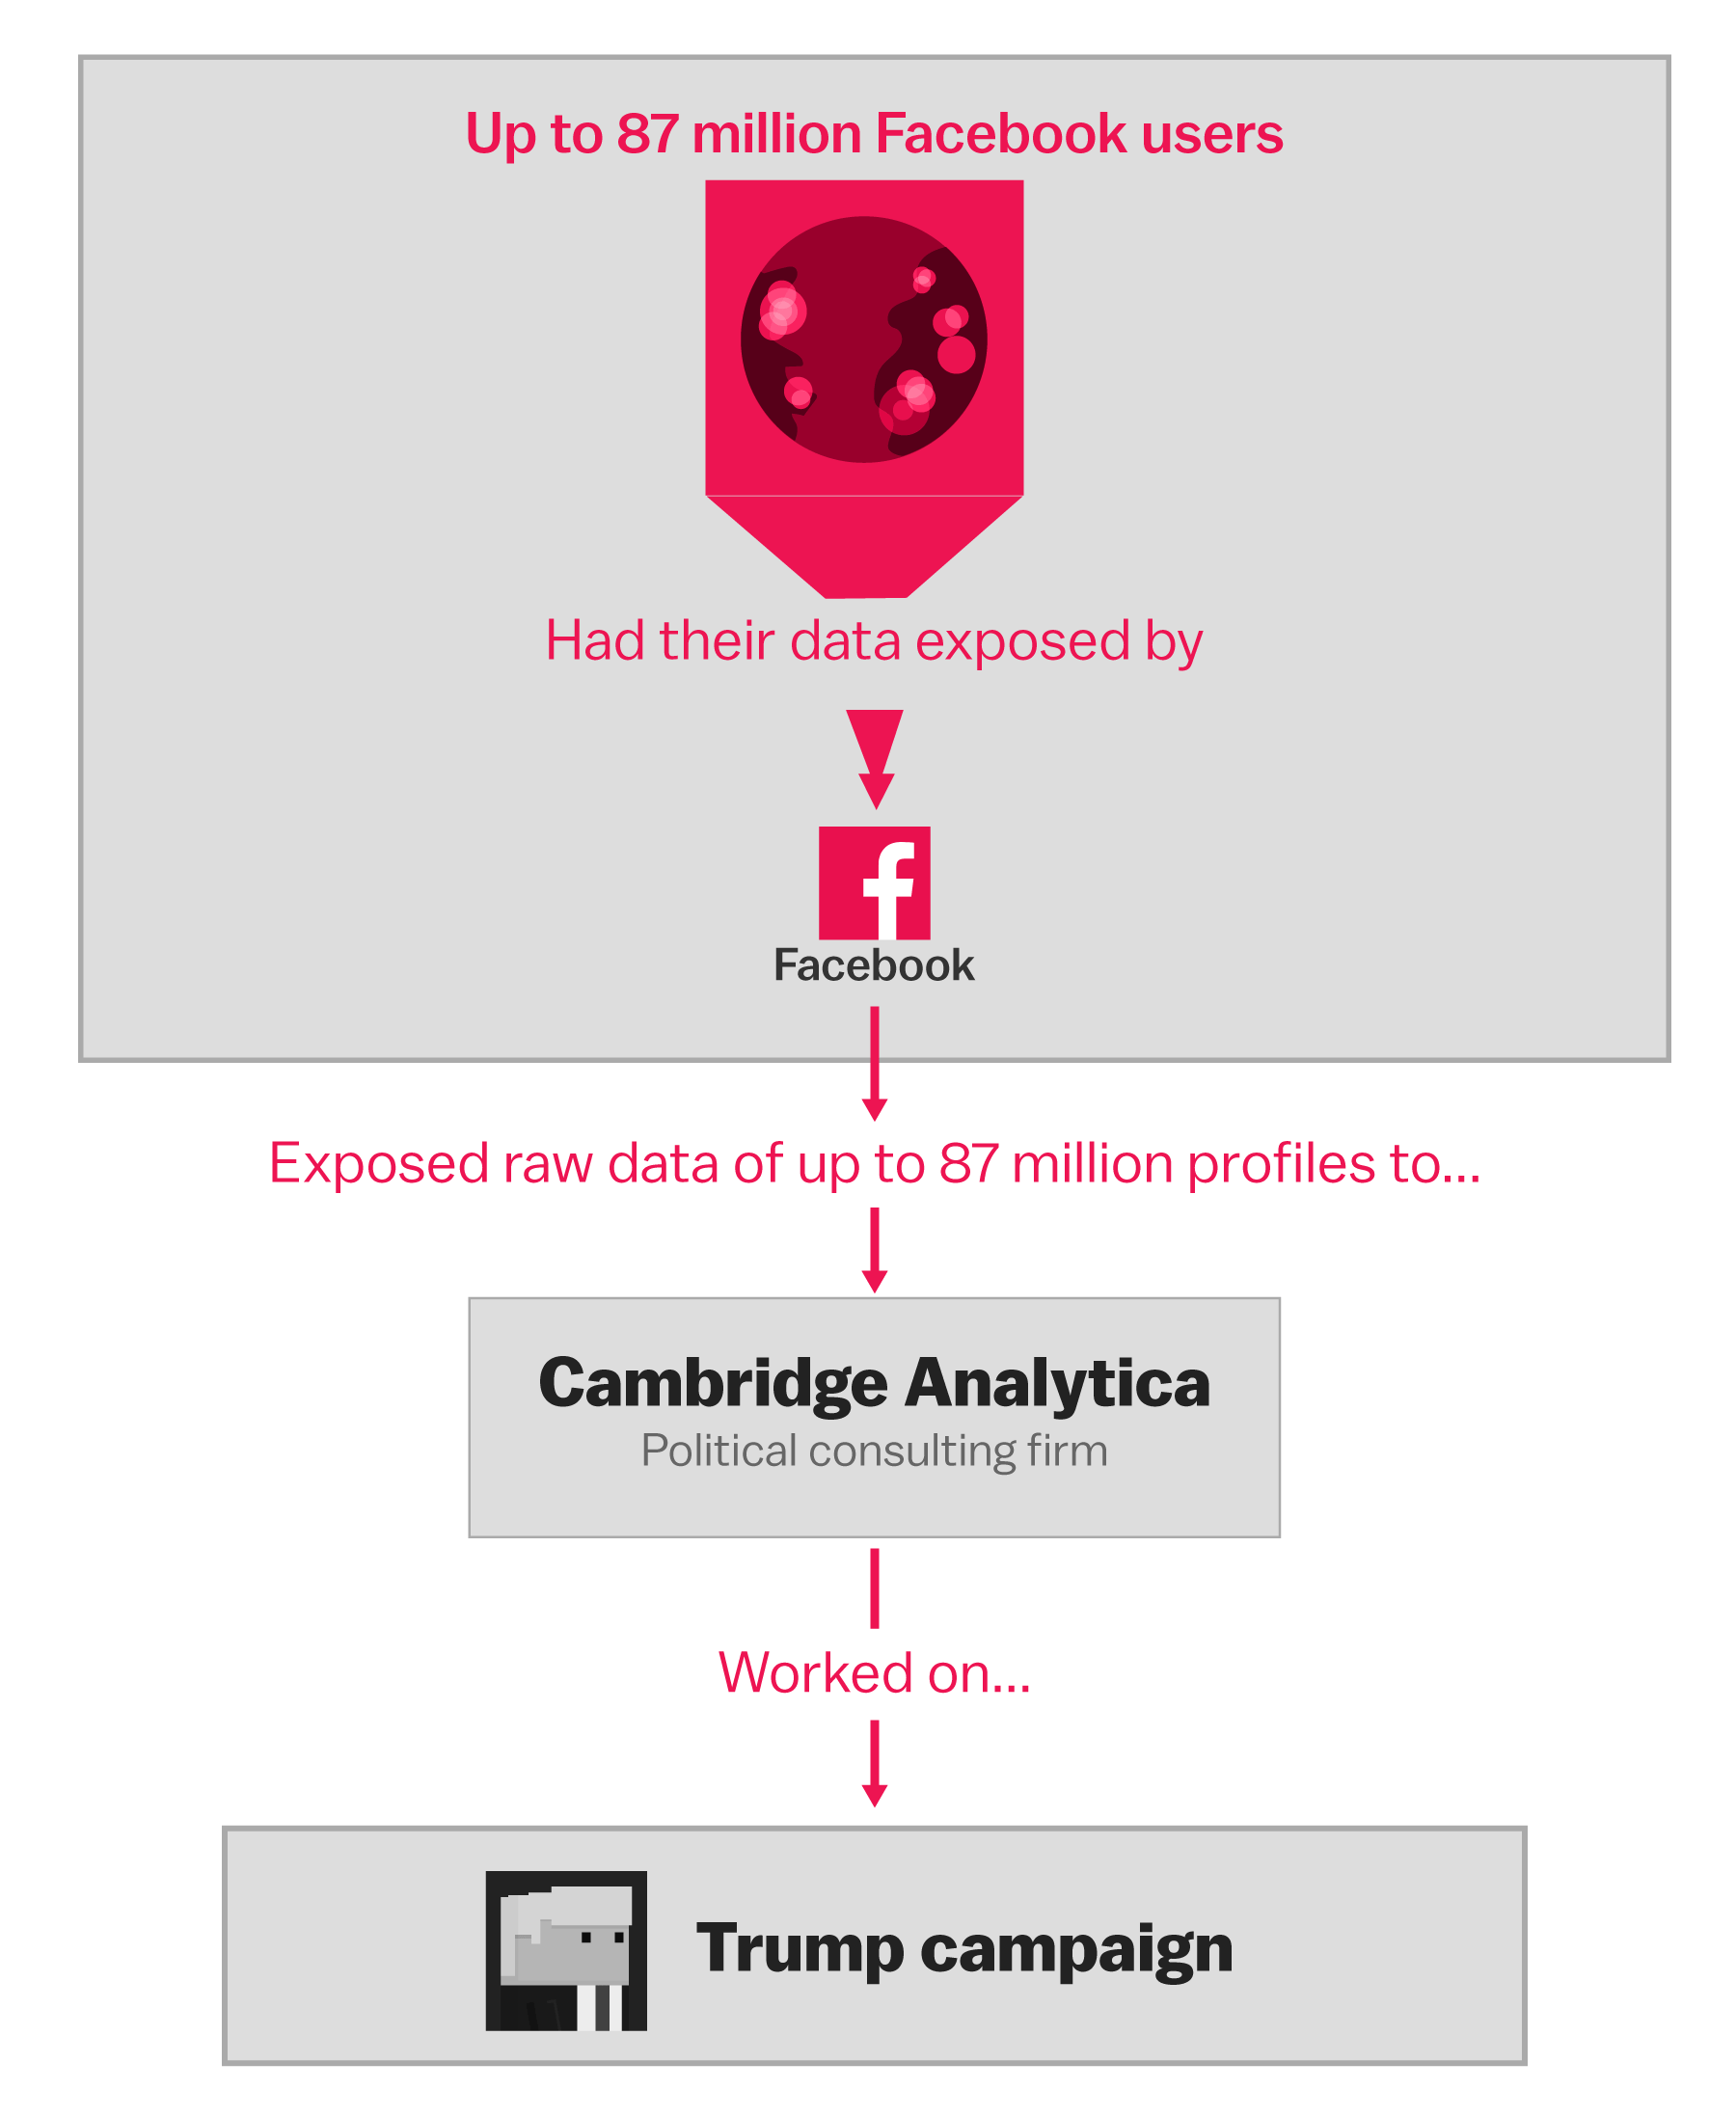 Up to 87 million Facebook users
Had their data exposed by
f
Facebook
Exposed raw data of up to 87 million profiles to...
Cambridge Analytica
Political consulting firm
Worked on...
Trump campaign